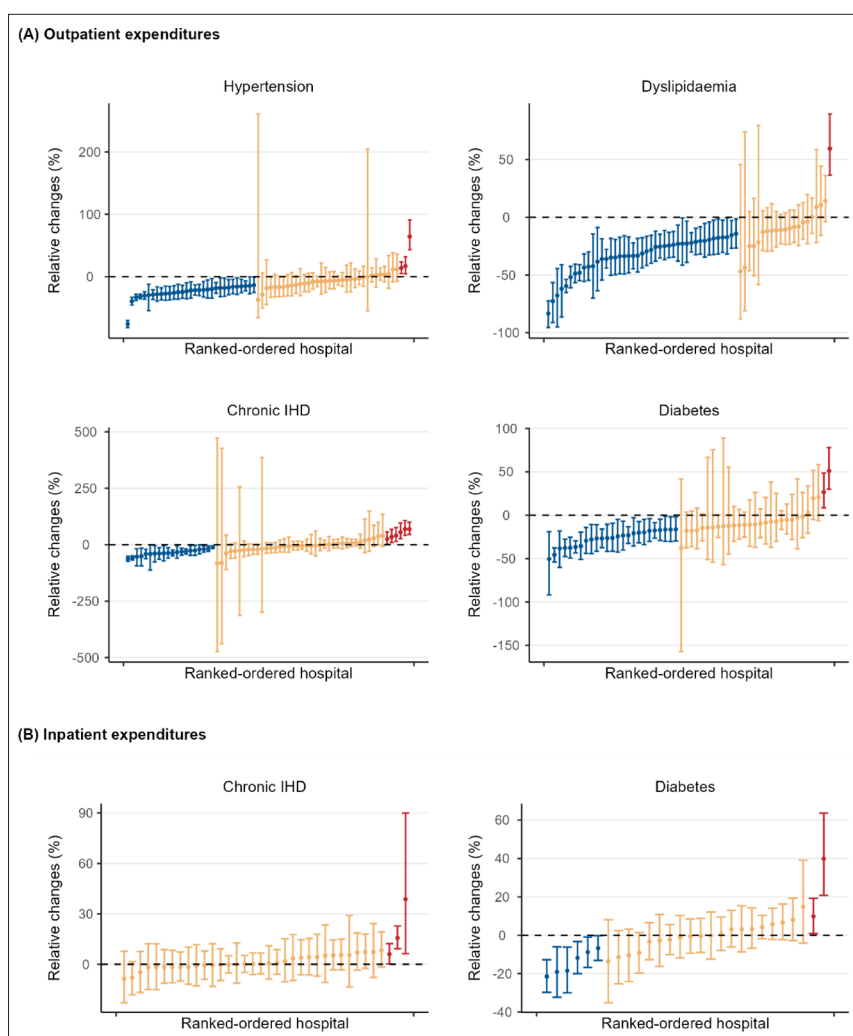 (A) Outpatient expenditures
Hypertension
Dyslipidaemia
Relative changes (%)
200
100
0
Ranked-ordered hospital
Relative changes (%)
50
0
-50
-100
Ranked-ordered hospital
Chronic IHD
Diabetes
Relative changes (%)
500
250
0
-250
-500
Ranked-ordered hospital
Relative changes (%)
100
50
0
-50
-100
-150
Ranked-ordered hospital
(B) Inpatient expenditures
Chronic IHD
Diabetes
Relative changes (%)
90
60
30
0
Ranked-ordered hospital
Relative changes (%)
60
40
20
0
-20
-40
Ranked-ordered hospital